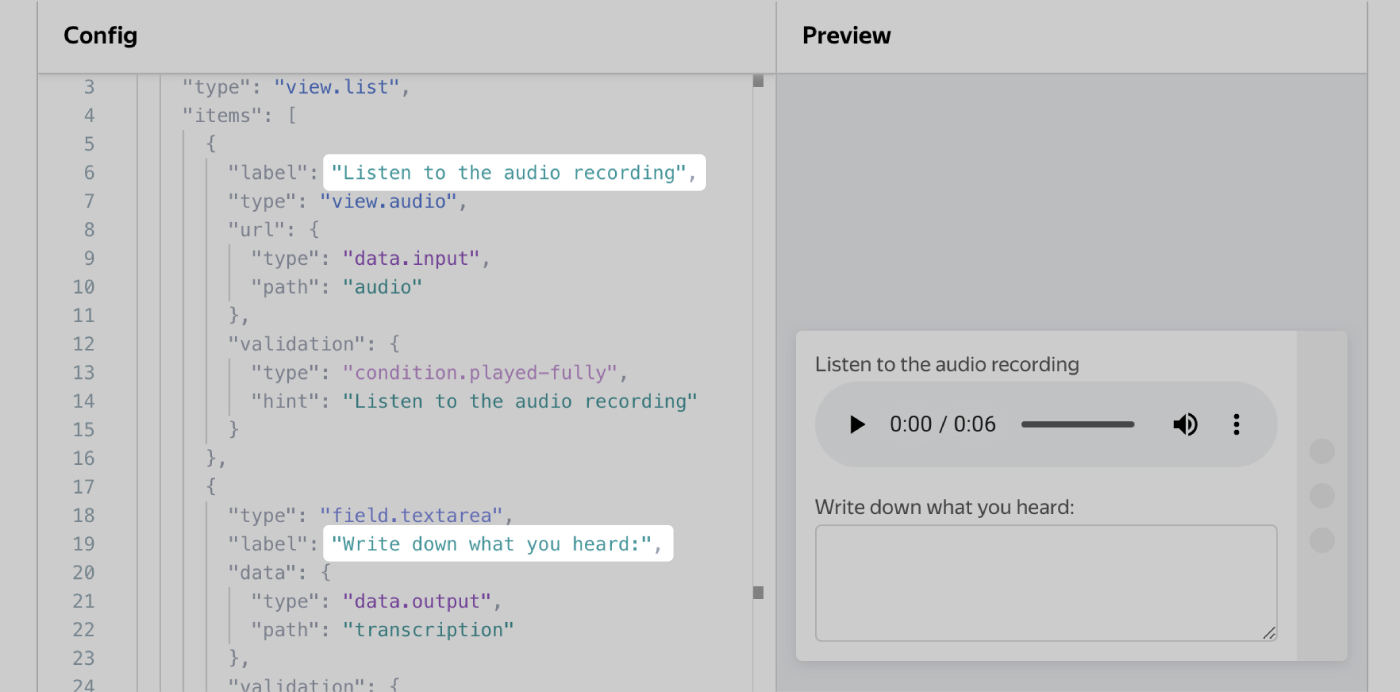 Config
3 "type": "view.list",
4 "items": [
5 {
6 "label": "Listen to the audio recording",
7 "type": "view.audio",
8 "url": {
9 "type": "data.input",
10 "path": "audio"
11 },
12 "validation": {
13 "type": "condition.played-fully",
14 "hint": "Listen to the audio recording"
15 }
16 },
17 {
18 "type": "field.textarea",
19 "label": "Write down what you heard:",
20 "data": {
21 "type": "data.output",
22 "path": "transcription"
23 },
24 "validation": {
Preview
Listen to the audio recording
0:00 / 0:06
Write down what you heard: